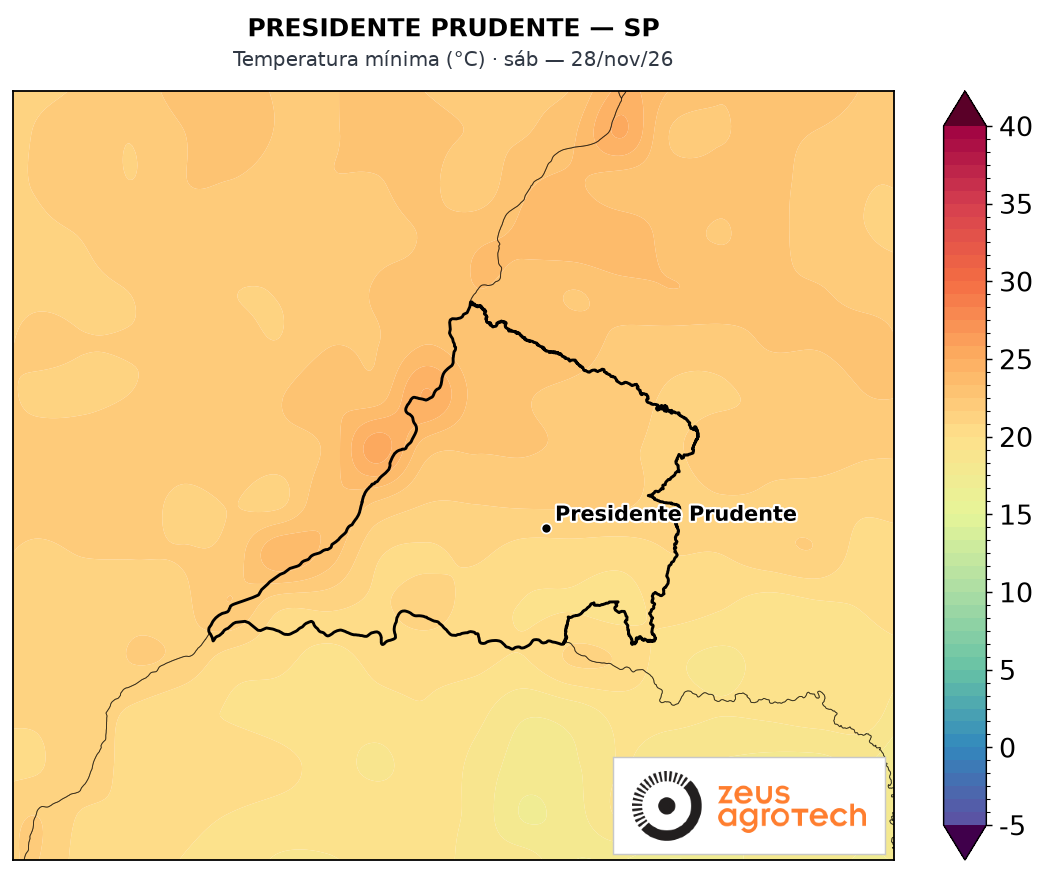 PRESIDENTE PRUDENTE — SP
Temperatura mínima (°C) · sáb — 28/nov/26
40
35
30
25
20
15
10
5
0
-5
Presidente Prudente
zeus
agrotech